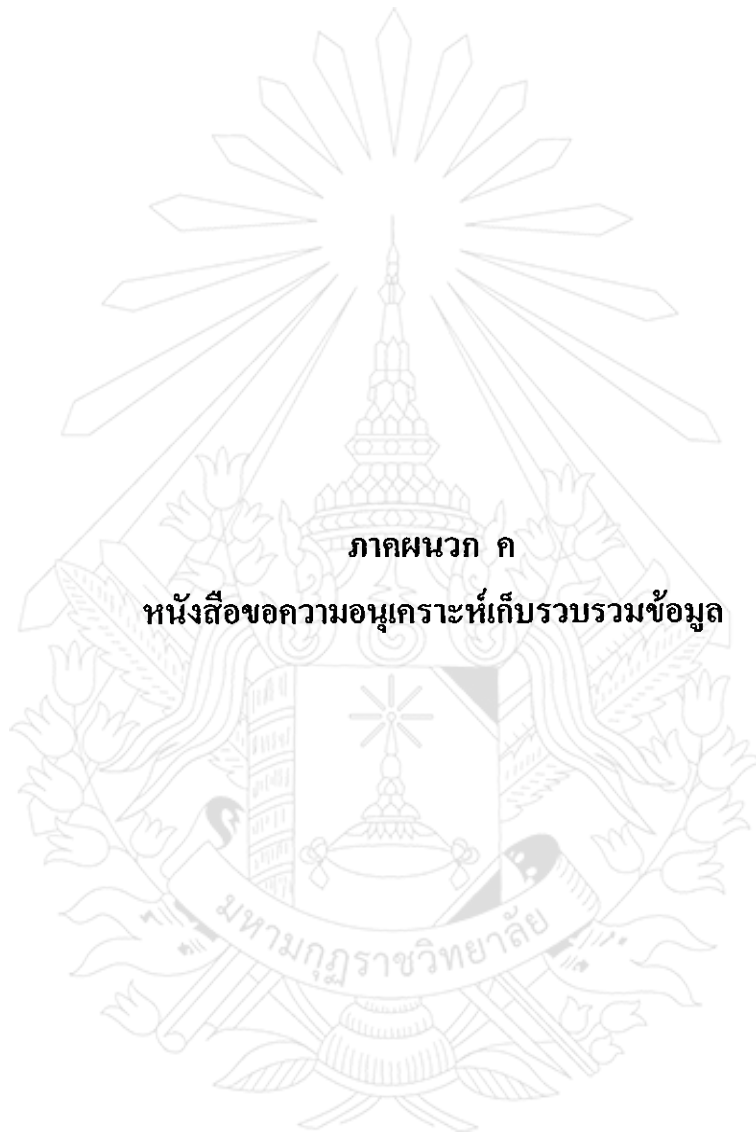 ภาคผนวก ค
หนังสือขอความอนุเคราะห์เก็บรวบรวมข้อมูล
มหามกุฏราชวิทยาลัย